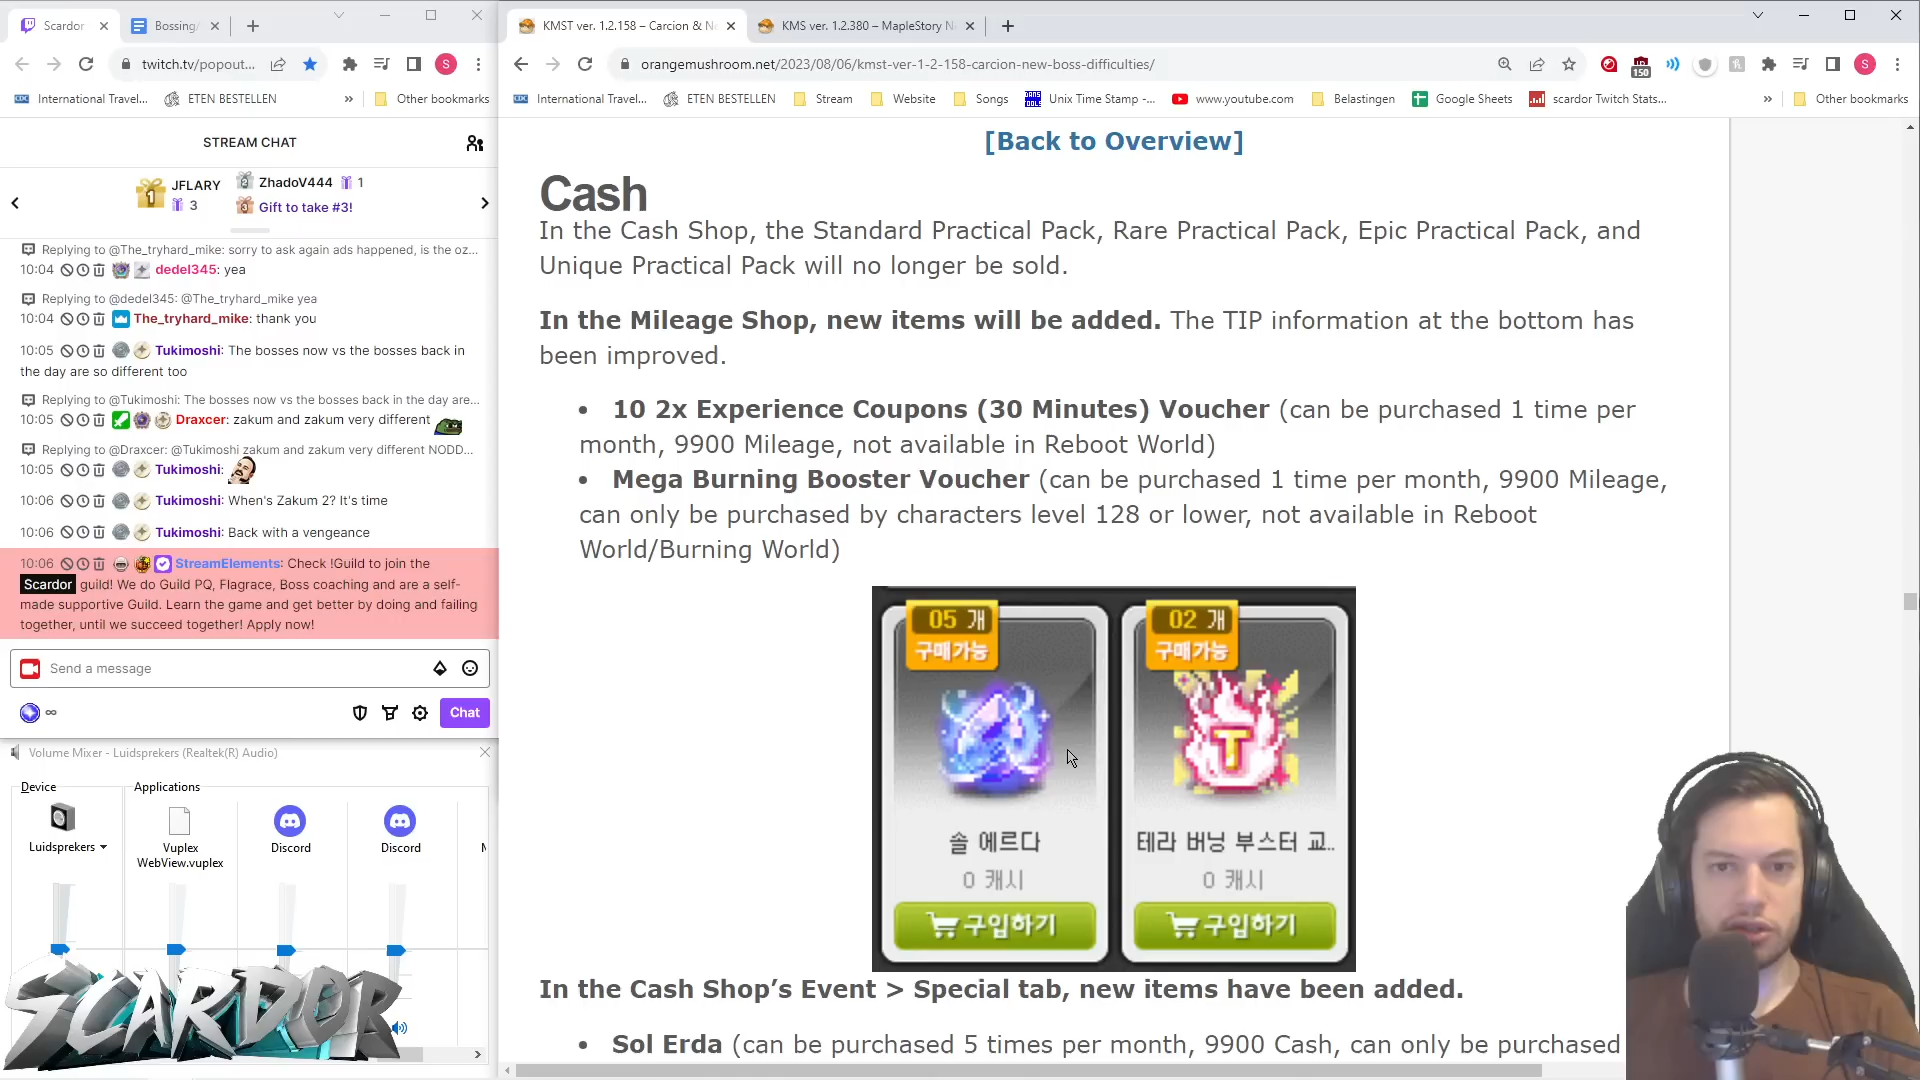 Scardor
Bossing/
KMST ver. 1.2.158 – Carcion & N
KMS ver. 1.2.380 – MapleStory N
twitch.tv/popout...
S
orangemushroom.net/2023/08/06/kmst-ver-1-2-158-carcion-new-boss-difficulties/
150
S
International Travel...
ETEN BESTELLEN
»
Other bookmarks
International Travel...
ETEN BESTELLEN
Stream
Website
Songs
Unix Time Stamp -...
www.youtube.com
Belastingen
Google Sheets
scardor Twitch Stats...
»
Other bookmarks
STREAM CHAT
1 JFLARY
3
2 ZhadoV444 1
3 Gift to take #3!
Replying to @The_tryhard_mike: sorry to ask again ads happened, is the oz...
10:04 dedel345: yea
Replying to @dedel345: @The_tryhard_mike yea
10:04 The_tryhard_mike: thank you
10:05 Tukimoshi: The bosses now vs the bosses back in
the day are so different too
Replying to @Tukimoshi: The bosses now vs the bosses back in the day are...
10:05 Draxcer: zakum and zakum very different
Replying to @Draxcer: @Tukimoshi zakum and zakum very different NODD...
10:05 Tukimoshi:
10:06 Tukimoshi: When's Zakum 2? It's time
10:06 Tukimoshi: Back with a vengeance
10:06 StreamElements: Check !Guild to join the
Scardor guild! We do Guild PQ, Flagrace, Boss coaching and are a self-
made supportive Guild. Learn the game and get better by doing and failing
together, until we succeed together! Apply now!
Send a message
∞
Chat
Volume Mixer - Luidsprekers (Realtek(R) Audio)
Device
Applications
Luidsprekers
Vuplex
WebView.vuplex
Discord
Discord
SCARDOR
[Back to Overview]
Cash
In the Cash Shop, the Standard Practical Pack, Rare Practical Pack, Epic Practical Pack, and
Unique Practical Pack will no longer be sold.
In the Mileage Shop, new items will be added. The TIP information at the bottom has
been improved.
• 10 2x Experience Coupons (30 Minutes) Voucher (can be purchased 1 time per
month, 9900 Mileage, not available in Reboot World)
• Mega Burning Booster Voucher (can be purchased 1 time per month, 9900 Mileage,
can only be purchased by characters level 128 or lower, not available in Reboot
World/Burning World)
05 개
구매가능
02 개
구매가능
T
솔 에르다
테라 버닝 부스터 교..
0 캐시
0 캐시
구입하기
구입하기
In the Cash Shop’s Event > Special tab, new items have been added.
• Sol Erda (can be purchased 5 times per month, 9900 Cash, can only be purchased